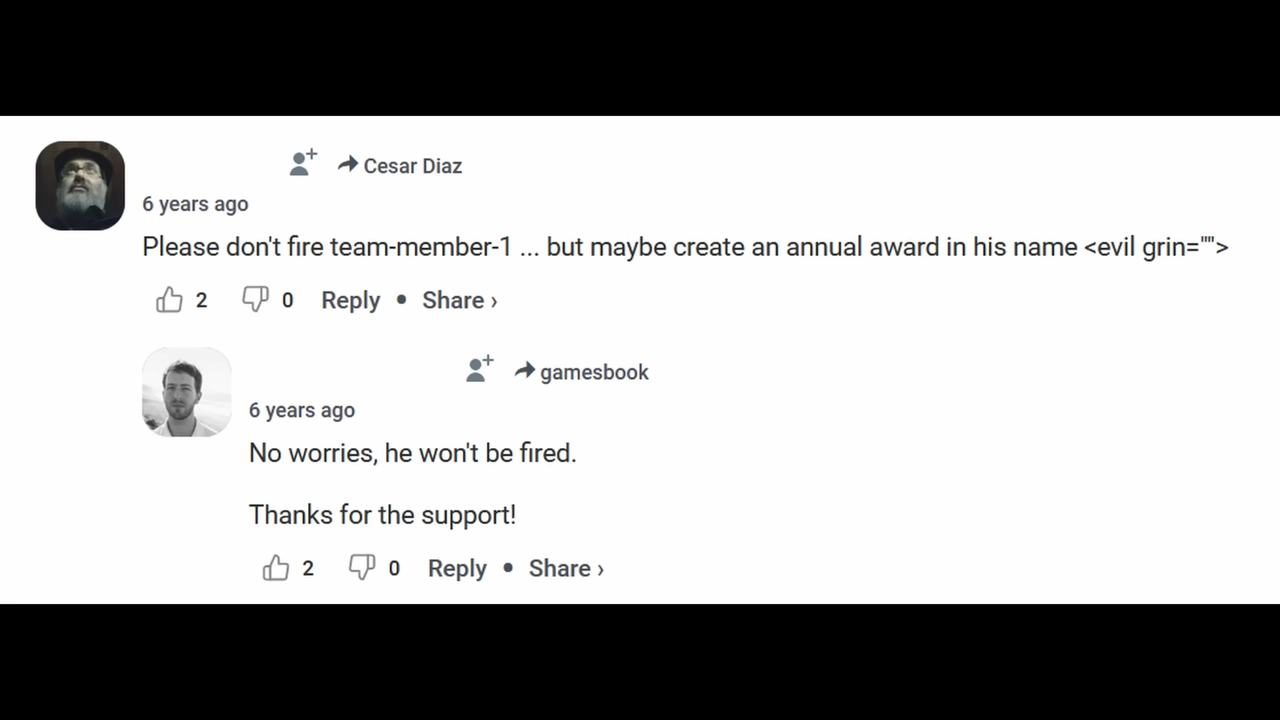 Cesar Diaz
6 years ago
Please don't fire team-member-1 ... but maybe create an annual award in his name <evil grin="">
2 0 Reply • Share ›
gamesbook
6 years ago
No worries, he won't be fired.
Thanks for the support!
2 0 Reply • Share ›